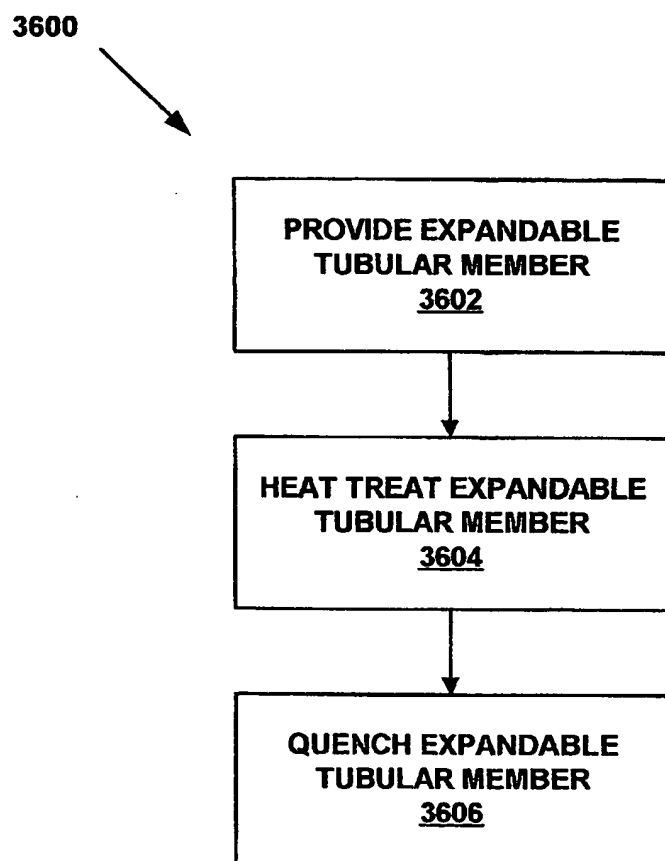 3600
PROVIDE EXPANDABLE
TUBULAR MEMBER
3602
HEAT TREAT EXPANDABLE
TUBULAR MEMBER
3604
QUENCH EXPANDABLE
TUBULAR MEMBER
3606